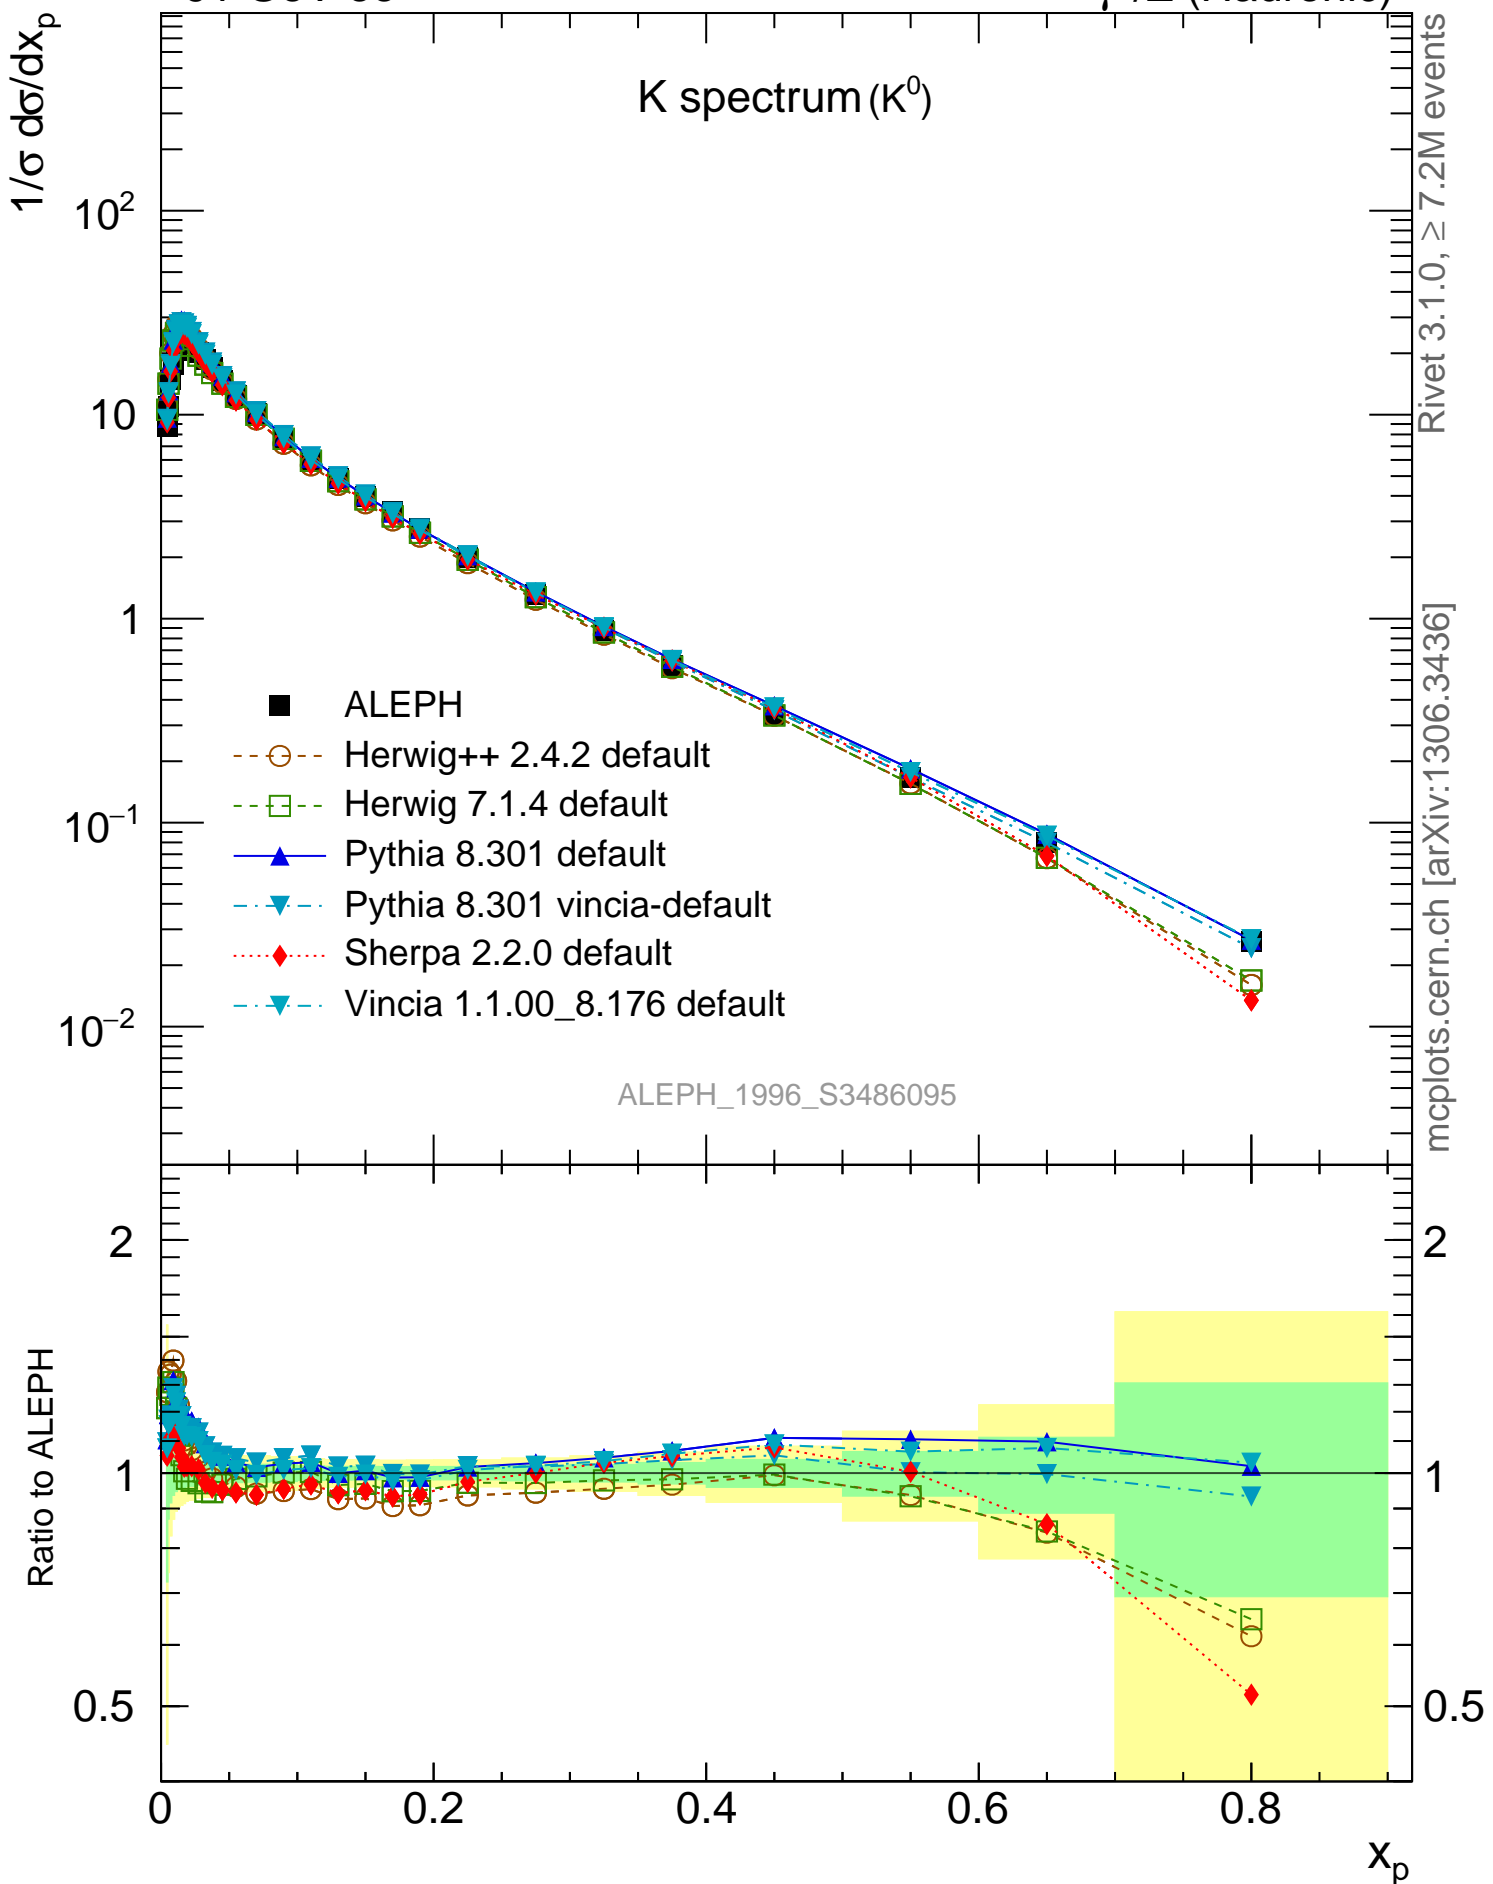 K spectrum (K⁰)
1/σ dσ/dx_p
10²
10
1
10⁻¹
10⁻²
ALEPH
Herwig++ 2.4.2 default
Herwig 7.1.4 default
Pythia 8.301 default
Pythia 8.301 vincia-default
Sherpa 2.2.0 default
Vincia 1.1.00_8.176 default
ALEPH_1996_S3486095
Rivet 3.1.0, ≥ 7.2M events
mcplots.cern.ch [arXiv:1306.3436]
Ratio to ALEPH
2
1
0.5
2
1
0.5
0
0.2
0.4
0.6
0.8
x_p